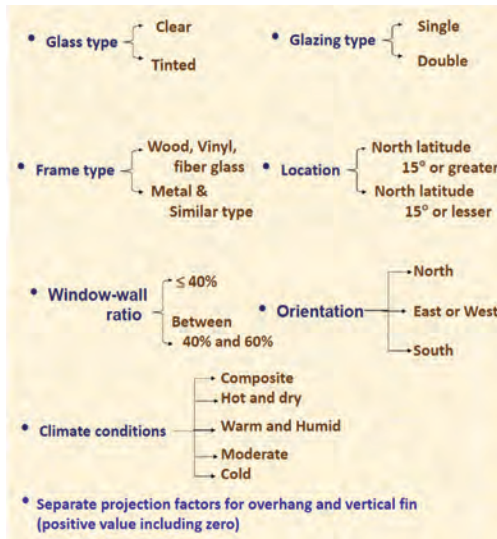 • Glass type
Clear
Tinted
• Glazing type
Single
Double
• Frame type
Wood, Vinyl,
fiber glass
Metal &
Similar type
• Location
North latitude
15° or greater
North latitude
15° or lesser
• Window-wall
ratio
≤ 40%
Between
40% and 60%
• Orientation
North
East or West
South
• Climate conditions
Composite
Hot and dry
Warm and Humid
Moderate
Cold
• Separate projection factors for overhang and vertical fin
(positive value including zero)